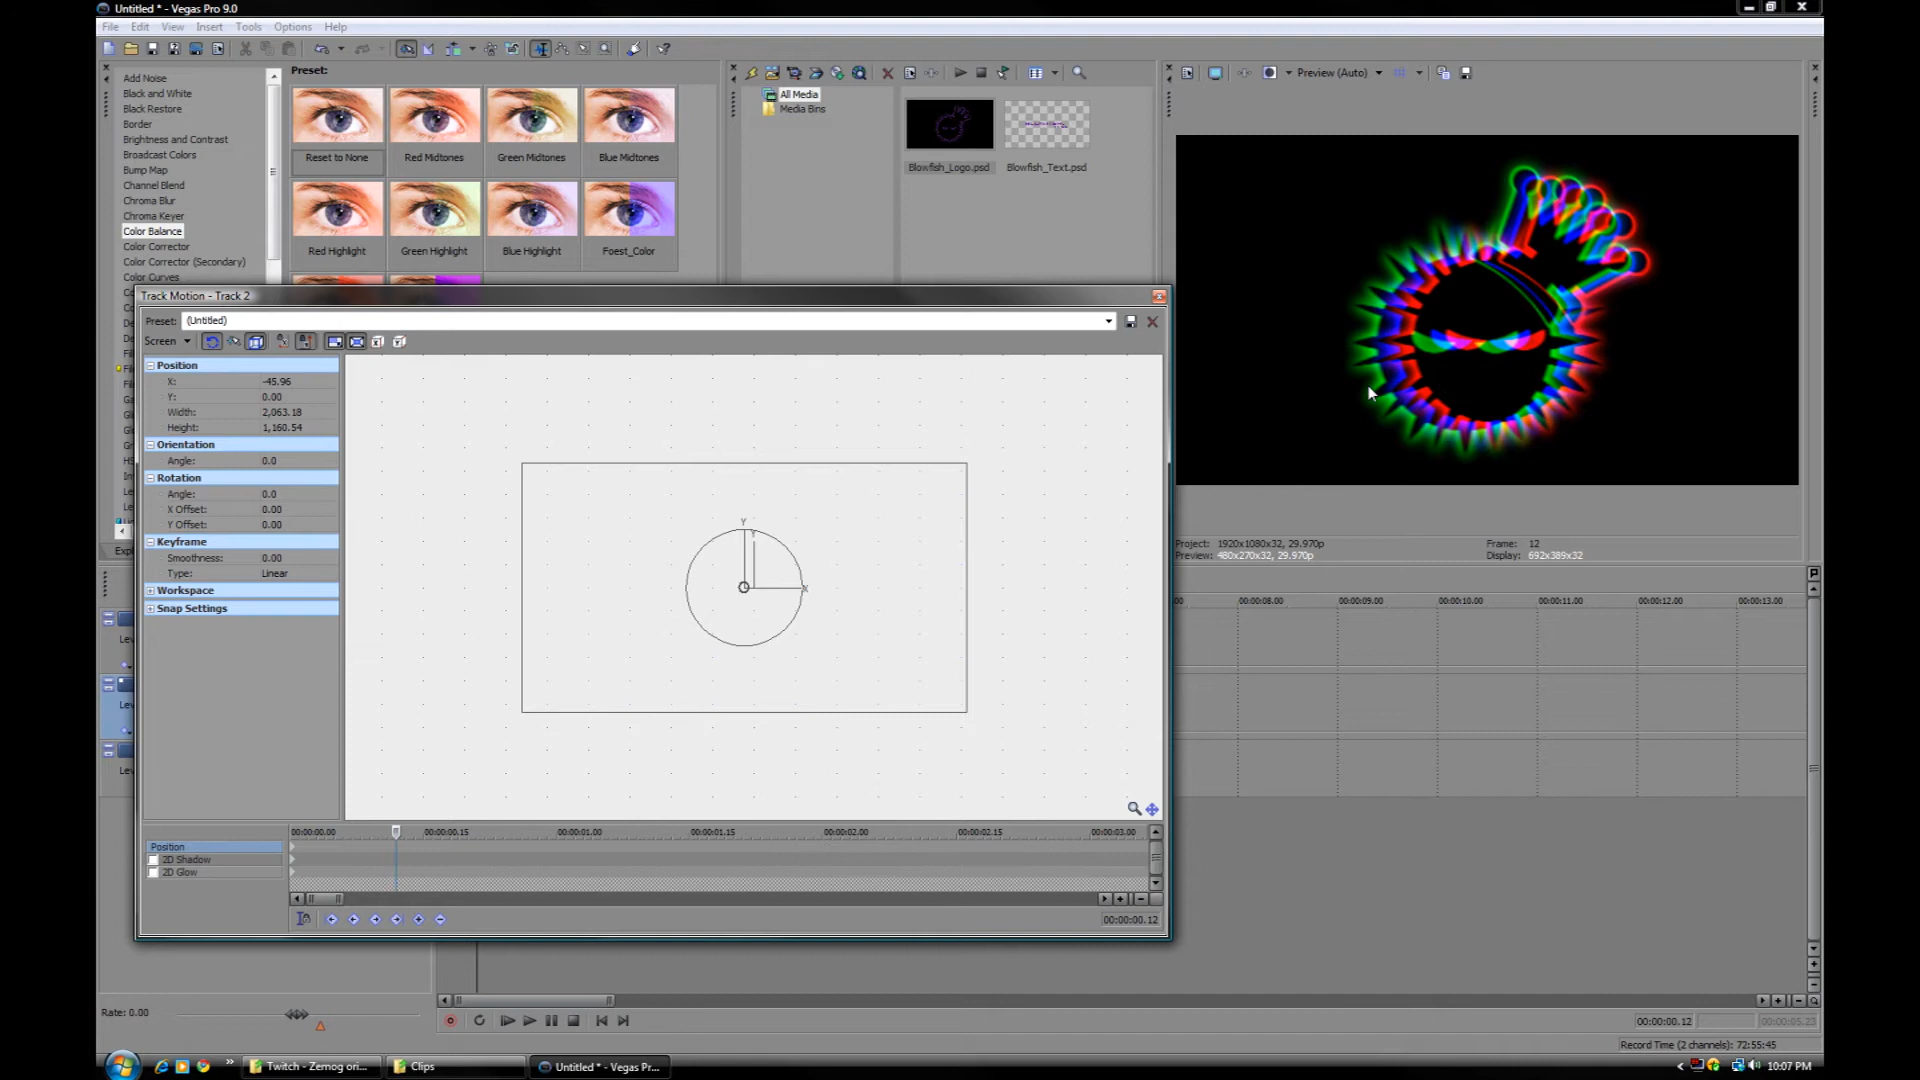 Untitled * - Vegas Pro 9.0
File Edit View Insert Tools Options Help
Add Noise
Black and White
Black Restore
Border
Brightness and Contrast
Broadcast Colors
Bump Map
Channel Blend
Chroma Blur
Chroma Keyer
Color Balance
Color Corrector
Color Corrector (Secondary)
Color Curves
Preset:
Reset to None Red Midtones Green Midtones Blue Midtones
Red Highlight Green Highlight Blue Highlight Foest_Color
All Media
Media Bins
Blowfish_Logo.psd Blowfish_Text.psd
Preview (Auto)
Track Motion - Track 2
Preset: (Untitled)
Screen
Position
X: -45.96
Y: 0.00
Width: 2,063.18
Height: 1,160.54
Orientation
Angle: 0.0
Rotation
Angle: 0.0
X Offset: 0.00
Y Offset: 0.00
Keyframe
Smoothness: 0.00
Type: Linear
Workspace
Snap Settings
Y
Y
X
00:00:00.00 00:00:00.15 00:00:01.00 00:00:01.15 00:00:02.00 00:00:02.15 00:00:03.00
Position
2D Shadow
2D Glow
00:00:00.12
Project: 1920x1080x32, 29.970p Frame: 12
Preview: 480x270x32, 29.970p Display: 692x389x32
00:00:08.00 00:00:09.00 00:00:10.00 00:00:11.00 00:00:12.00 00:00:13.00
Lev
Lev
Lev
Rate: 0.00
00:00:00.12 00:00:05.23
Record Time (2 channels): 72:55:45
Twitch - Zemog ori... Clips Untitled * - Vegas Pr... 10:07 PM